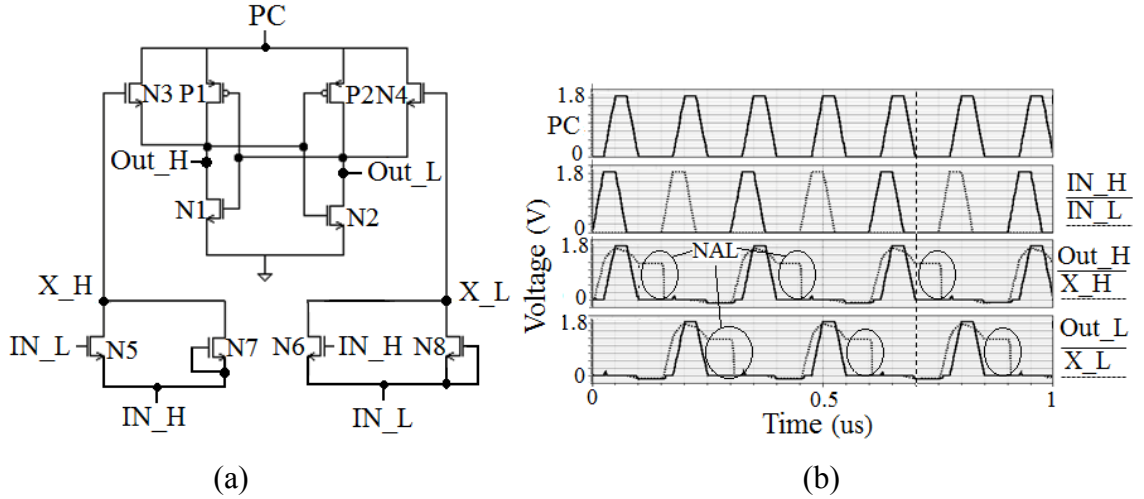 PC
N3 P1 P2 N4
Out_H
Out_L
N1 N2
X_H X_L
IN_L N5 N7 N6 IN_H N8
IN_H IN_L
(a)
Voltage (V)
1.8
PC
0
1.8
0
IN_H
IN_L
1.8
0
NAL
Out_H
X_H
1.8
0
Out_L
X_L
0 0.5 1
Time (us)
(b)